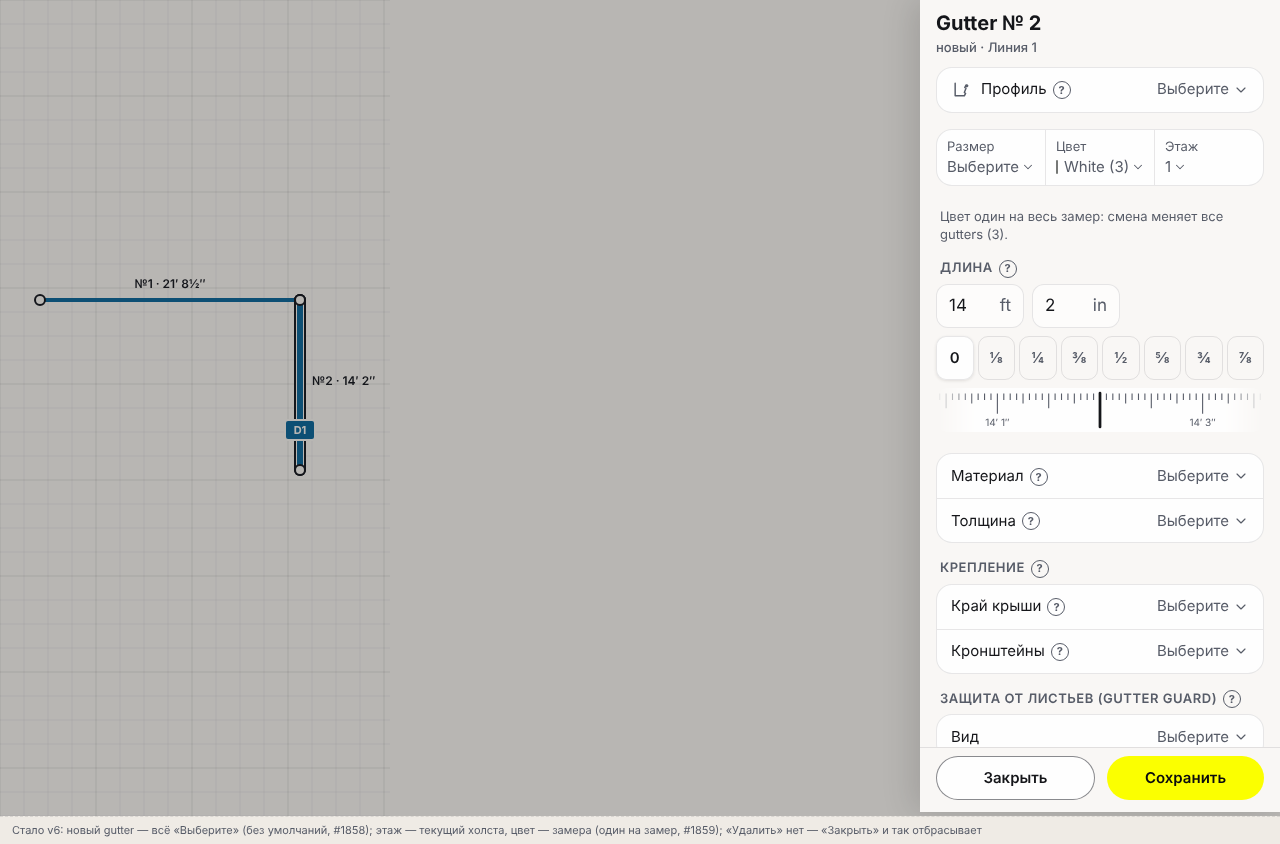 Gutter № 2
новый · Линия 1
Профиль ? Выберите
Размер Цвет Этаж
Выберите White (3) 1
Цвет один на весь замер: смена меняет все
gutters (3).
ДЛИНА ?
14 ft 2 in
0 ⅛ ¼ ⅜ ½ ⅝ ¾ ⅞
14′ 1″ 14′ 3″
Материал ? Выберите
Толщина ? Выберите
КРЕПЛЕНИЕ ?
Край крыши ? Выберите
Кронштейны ? Выберите
ЗАЩИТА ОТ ЛИСТЬЕВ (GUTTER GUARD) ?
Вид Выберите
Закрыть Сохранить
№1 · 21′ 8½″
№2 · 14′ 2″
D1
Стало v6: новый gutter — всё «Выберите» (без умолчаний, #1858); этаж — текущий холста, цвет — замера (один на замер, #1859); «Удалить» нет — «Закрыть» и так отбрасывает